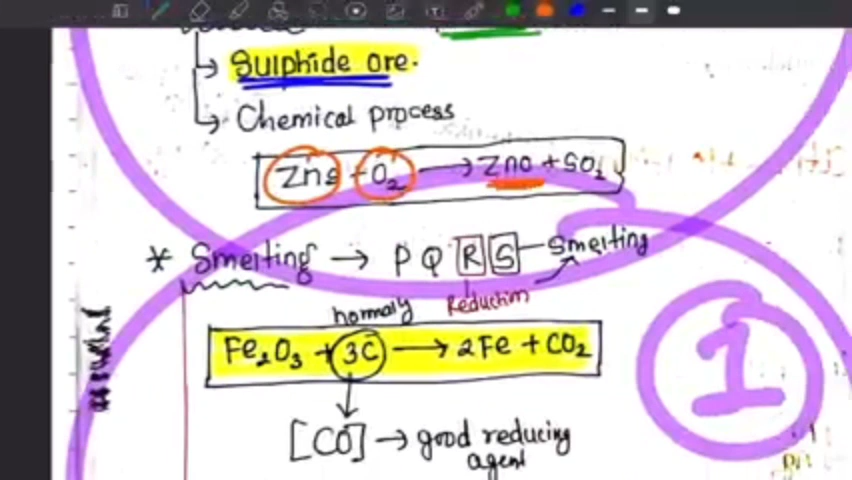 Sulphide ore.
Chemical process
ZnS + O₂ → ZnO + SO₂
* Smelting → P Q R S - Smelting
Reduction
normaly
Fe₂O₃ + 3C → 2Fe + CO₂
[CO] → good reducing
agent
1